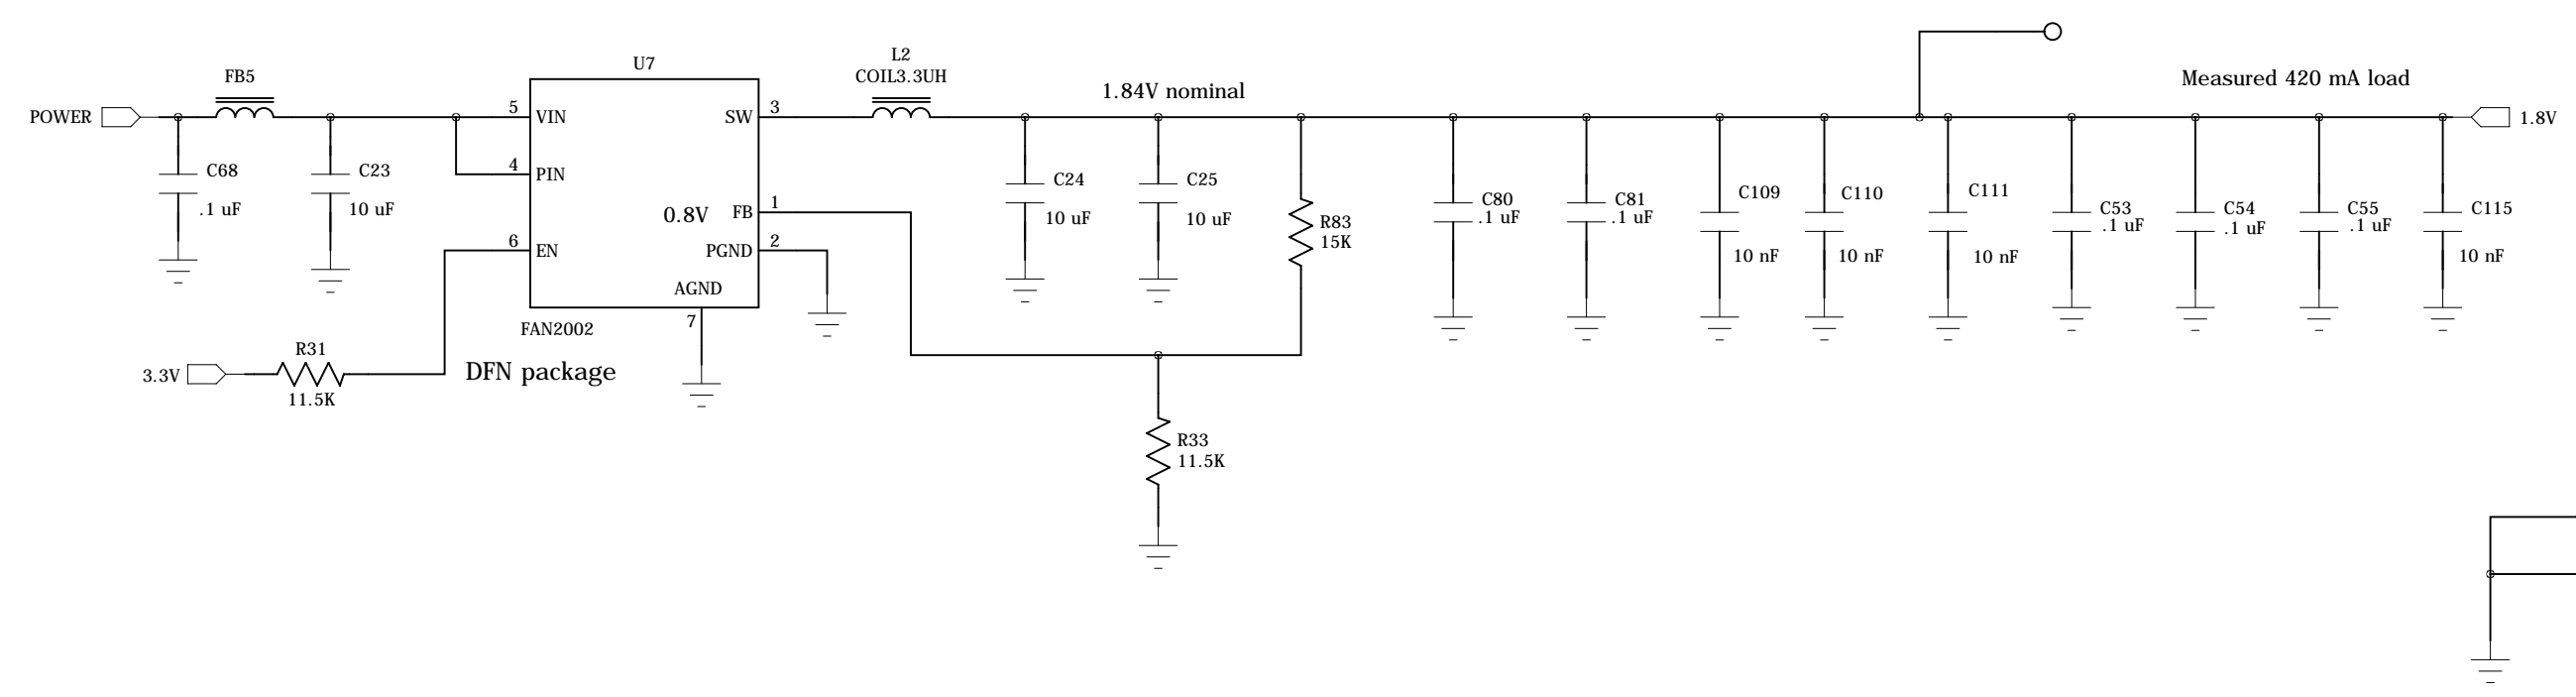 U7
L2
COIL3.3UH
FB5
1.84V nominal
Measured 420 mA load
POWER
5
VIN
SW
3
1.8V
4
PIN
C68
.1 uF
C23
10 uF
0.8V
FB
1
6
EN
PGND
2
AGND
7
FAN2002
DFN package
C24
10 uF
C25
10 uF
R83
15K
C80
.1 uF
C81
.1 uF
C109
10 nF
C110
10 nF
C111
10 nF
C53
.1 uF
C54
.1 uF
C55
.1 uF
C115
10 nF
R31
3.3V
11.5K
R33
11.5K